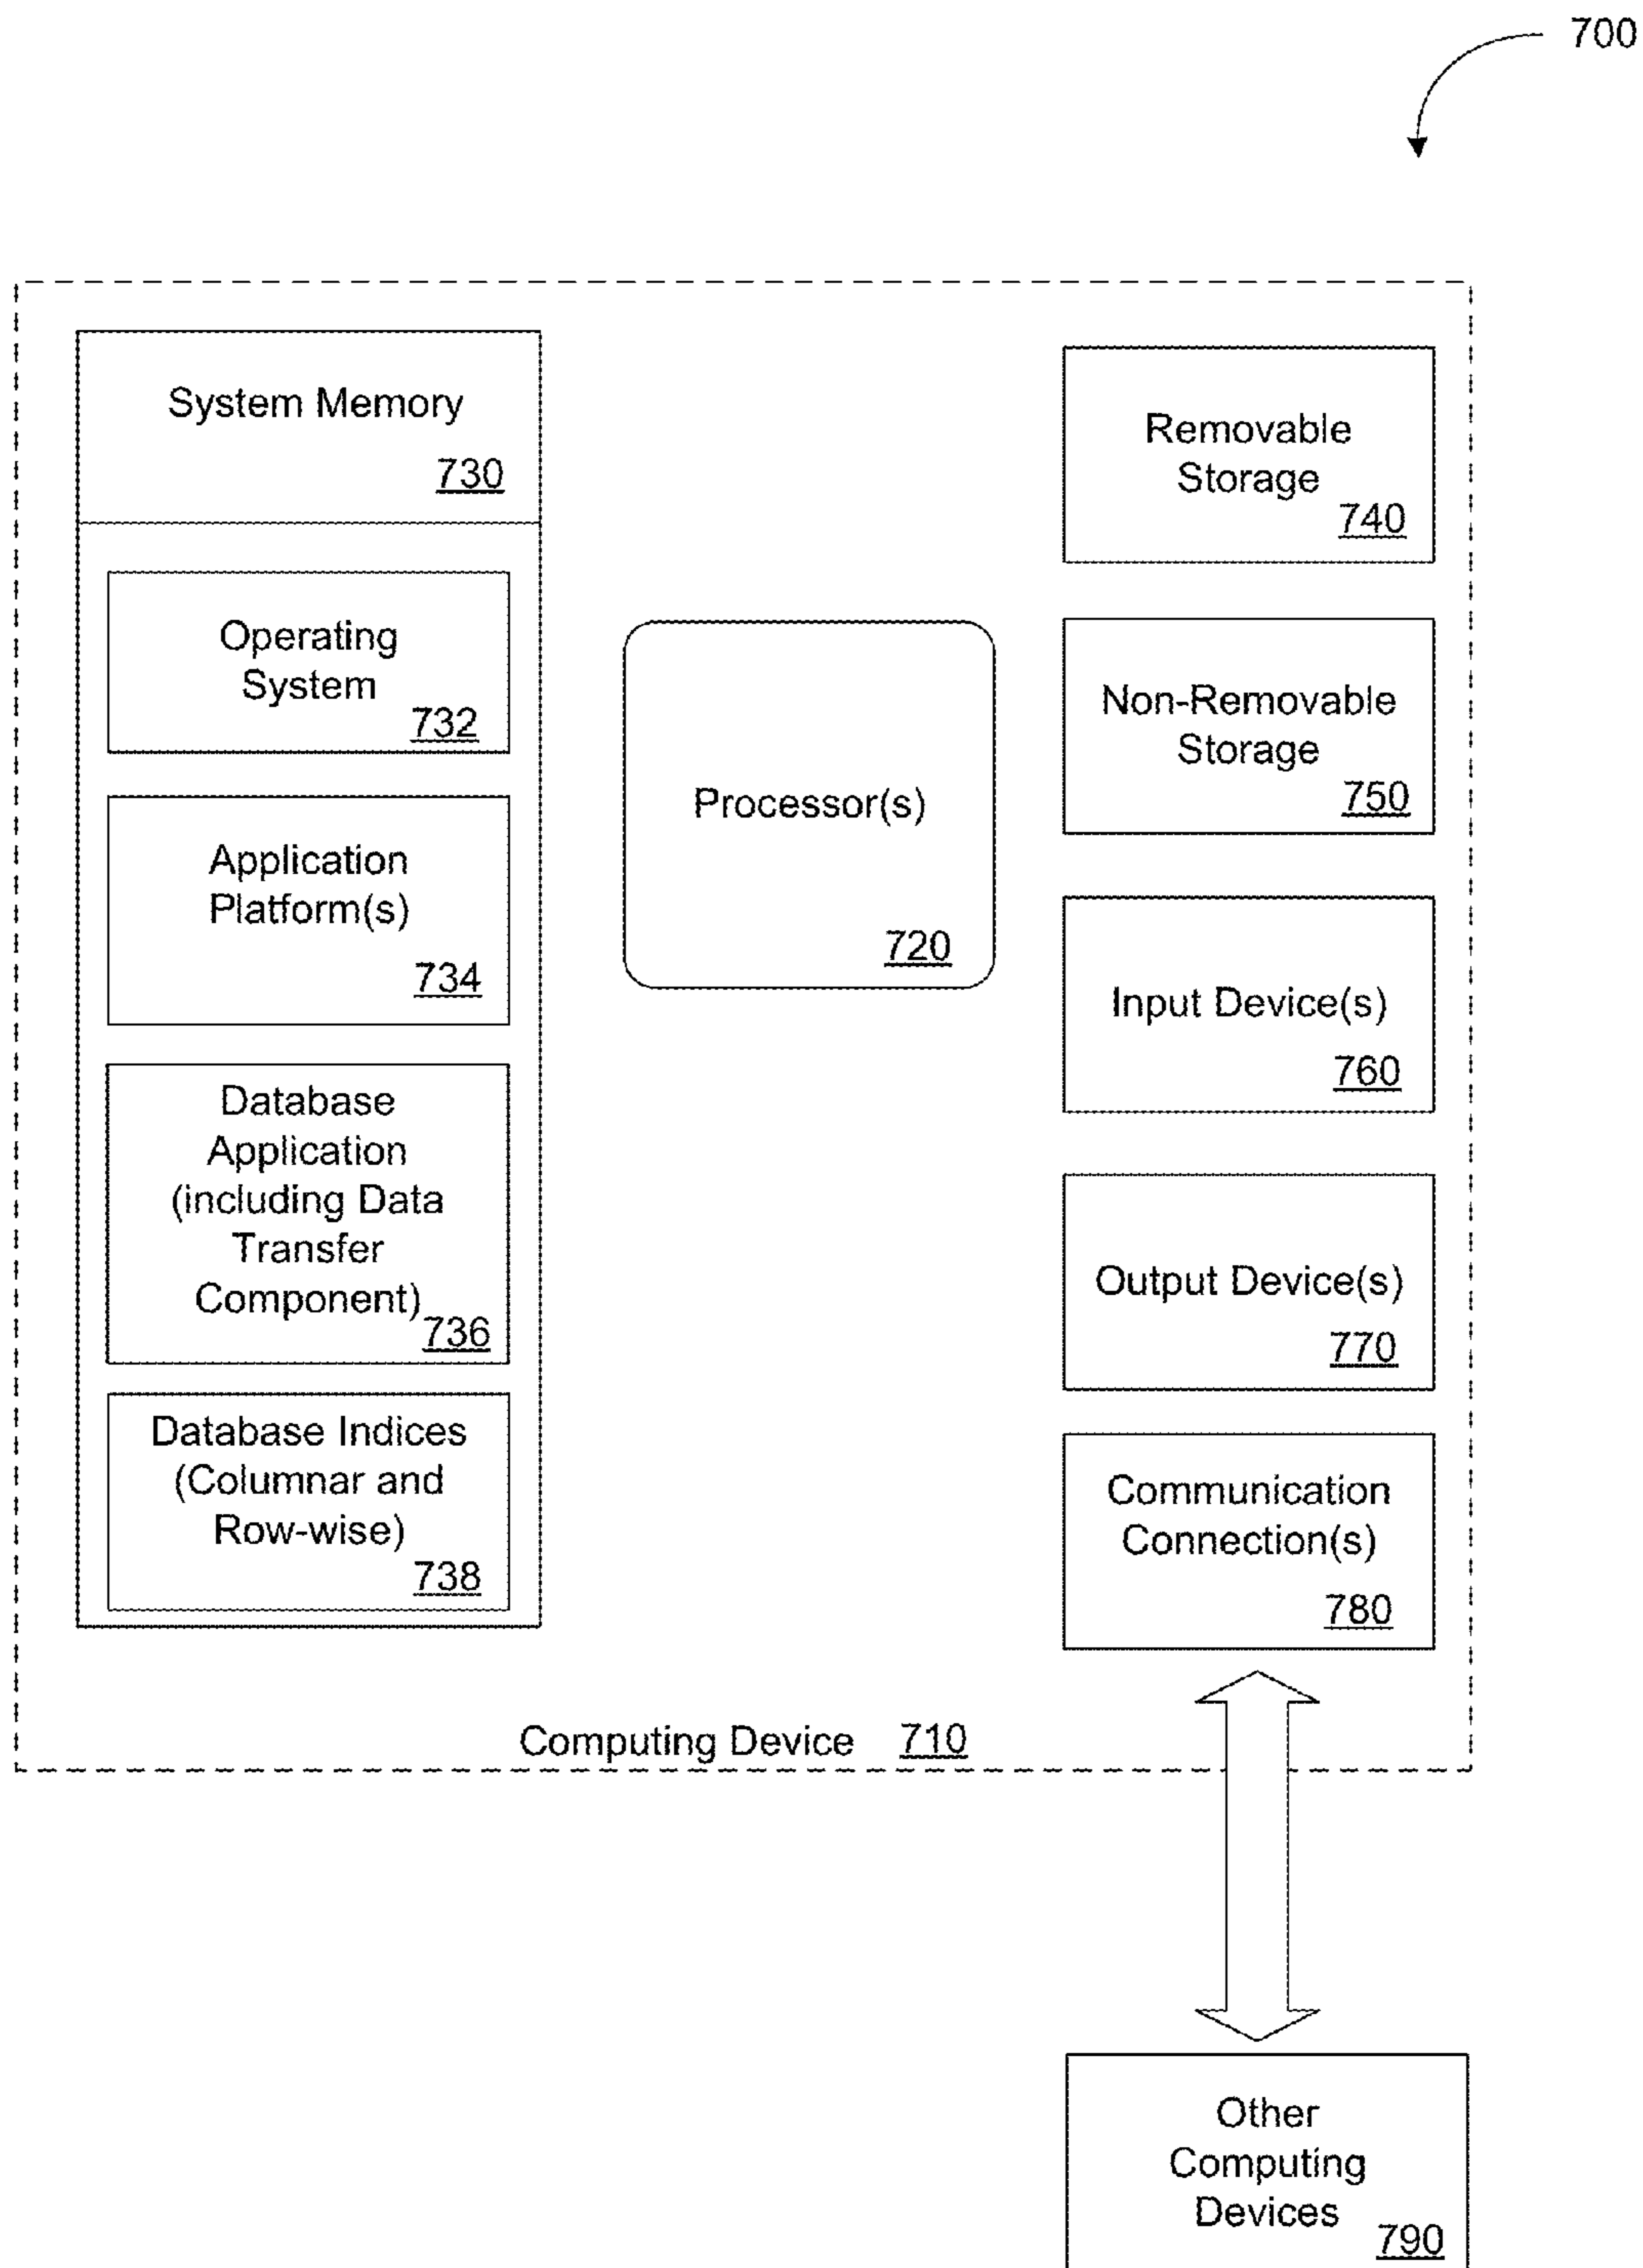 700
System Memory
730
Operating
System
732
Application
Platform(s)
734
Database
Application
(including Data
Transfer
Component)
736
Database Indices
(Columnar and
Row-wise)
738
Processor(s)
720
Removable
Storage
740
Non-Removable
Storage
750
Input Device(s)
760
Output Device(s)
770
Communication
Connection(s)
780
Computing Device 710
Other
Computing
Devices
790